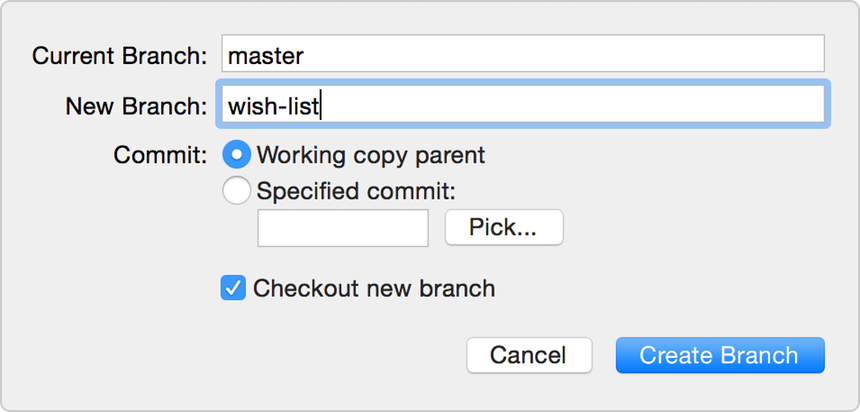 Current Branch: master
New Branch: wish-list
Commit: Working copy parent
Specified commit:
Pick...
Checkout new branch
Cancel Create Branch